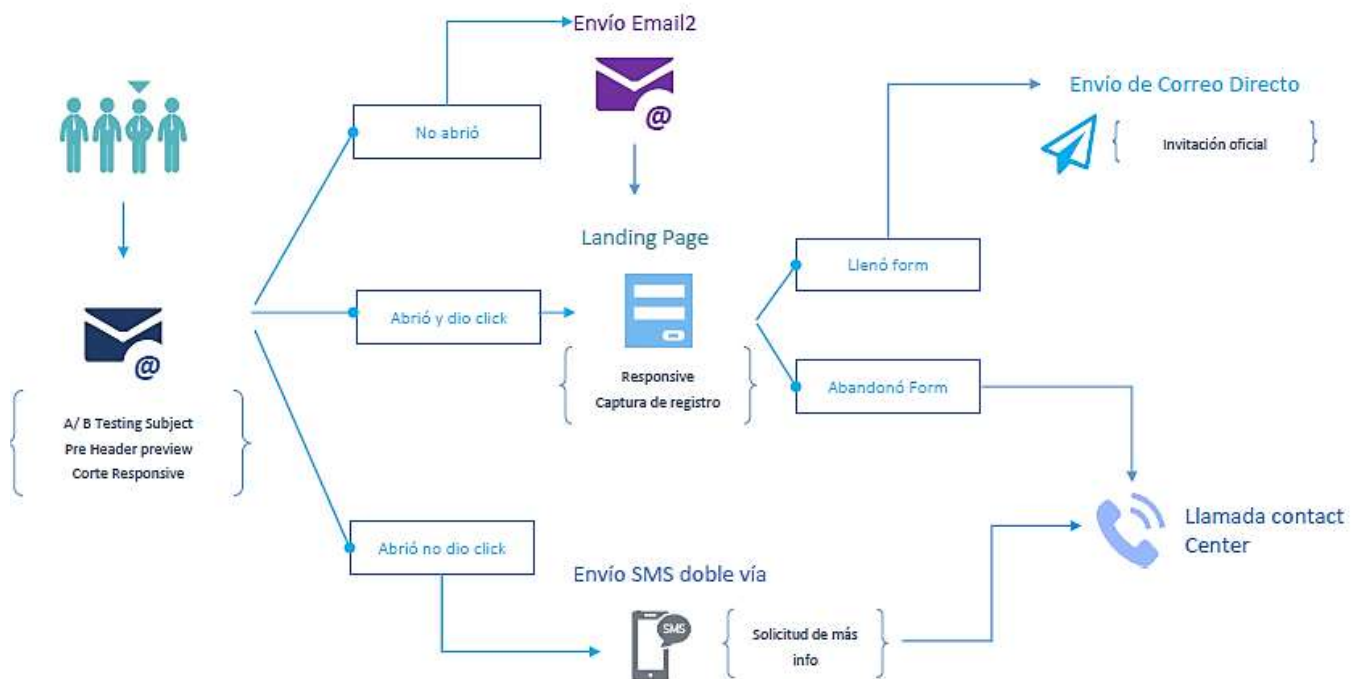 Envío Email2
@
Envío de Correo Directo
Invitación oficial
No abrió
Landing Page
Llenó form
Abrió y dio click
@
Responsive
Captura de registro
Abandonó Form
A/ B Testing Subject
Pre Header preview
Corte Responsive
Llamada contact
Center
Abrió no dio click
Envío SMS doble vía
SMS
Solicitud de más
info